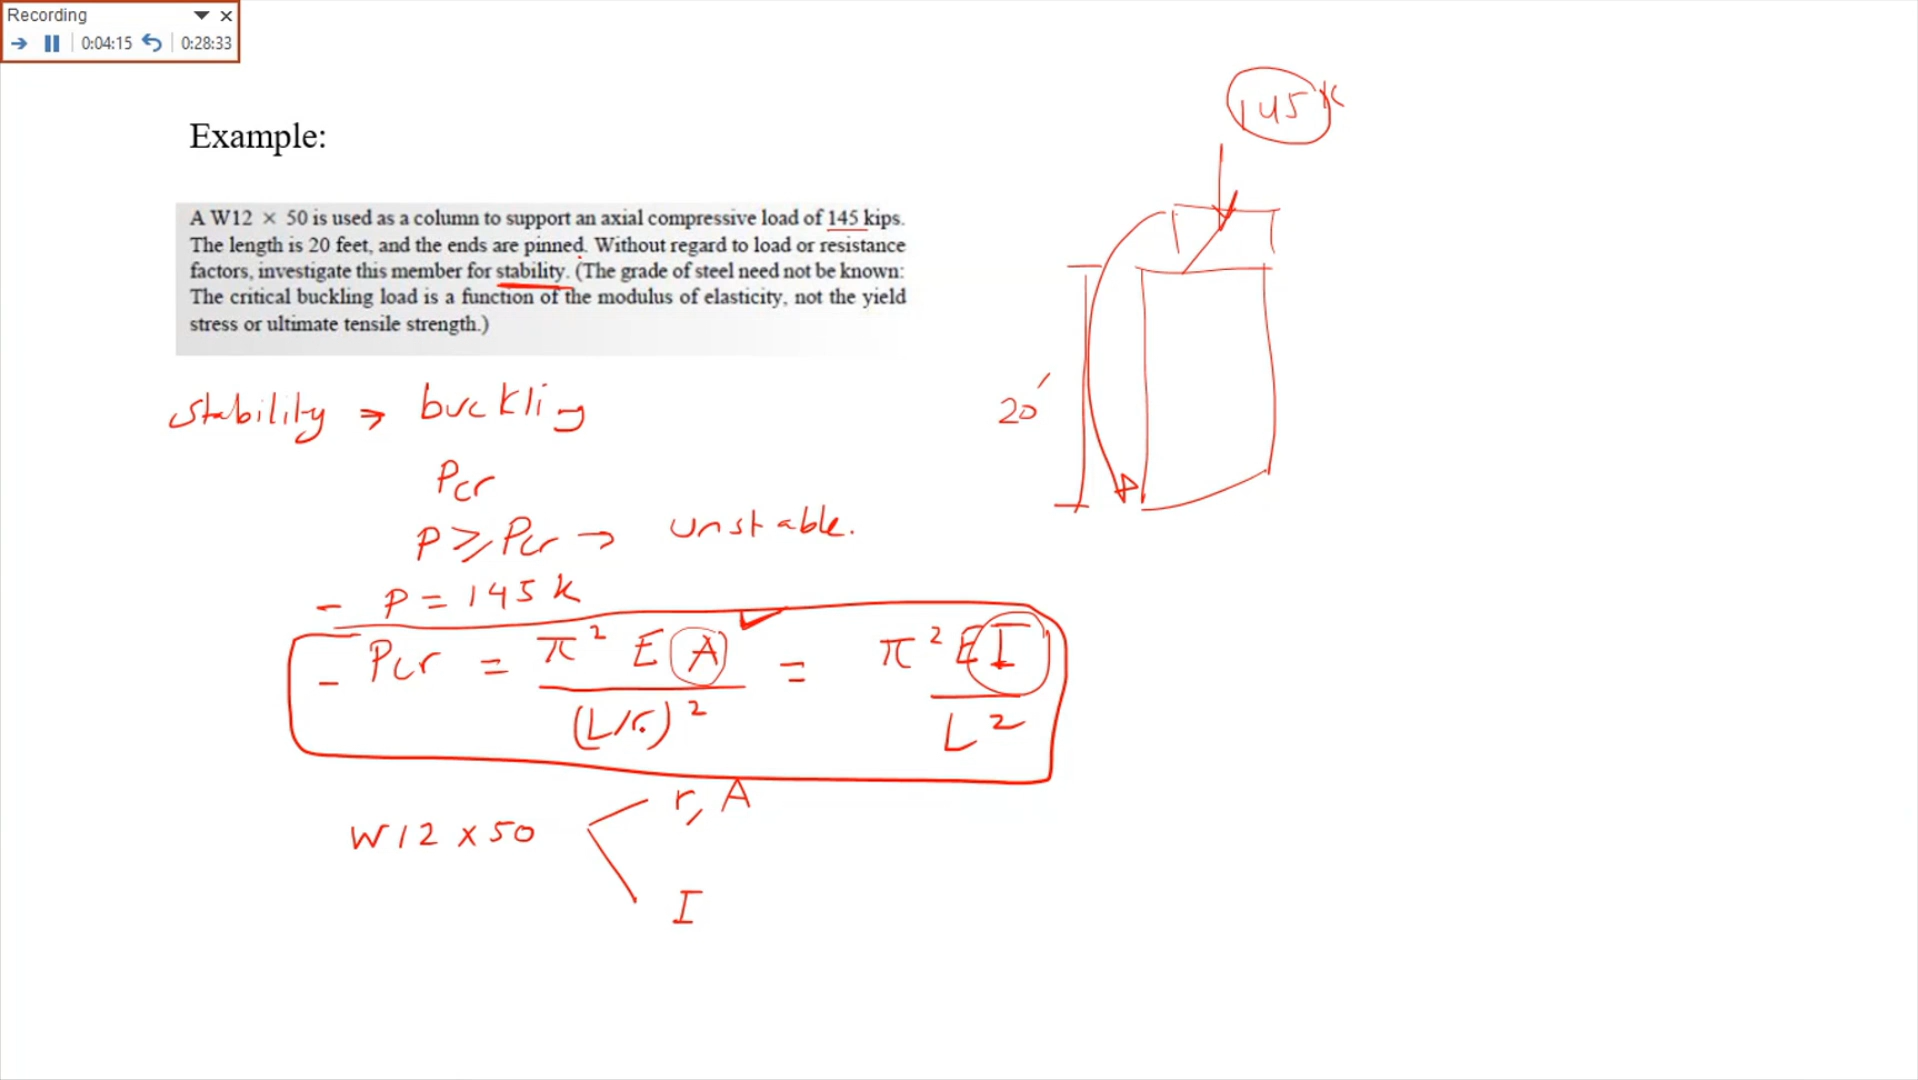 Recording
0:04:15 0:28:33
145 K
Example:
A W12 × 50 is used as a column to support an axial compressive load of 145 kips.
The length is 20 feet, and the ends are pinned. Without regard to load or resistance
factors, investigate this member for stability. (The grade of steel need not be known:
The critical buckling load is a function of the modulus of elasticity, not the yield
stress or ultimate tensile strength.)
20'
stability → buckling
Pcr
P ≥ Pcr → unstable.
- P = 145 k
- Pcr = π² E A / (L/r)² = π² E I / L²
W12 x 50
r, A
I